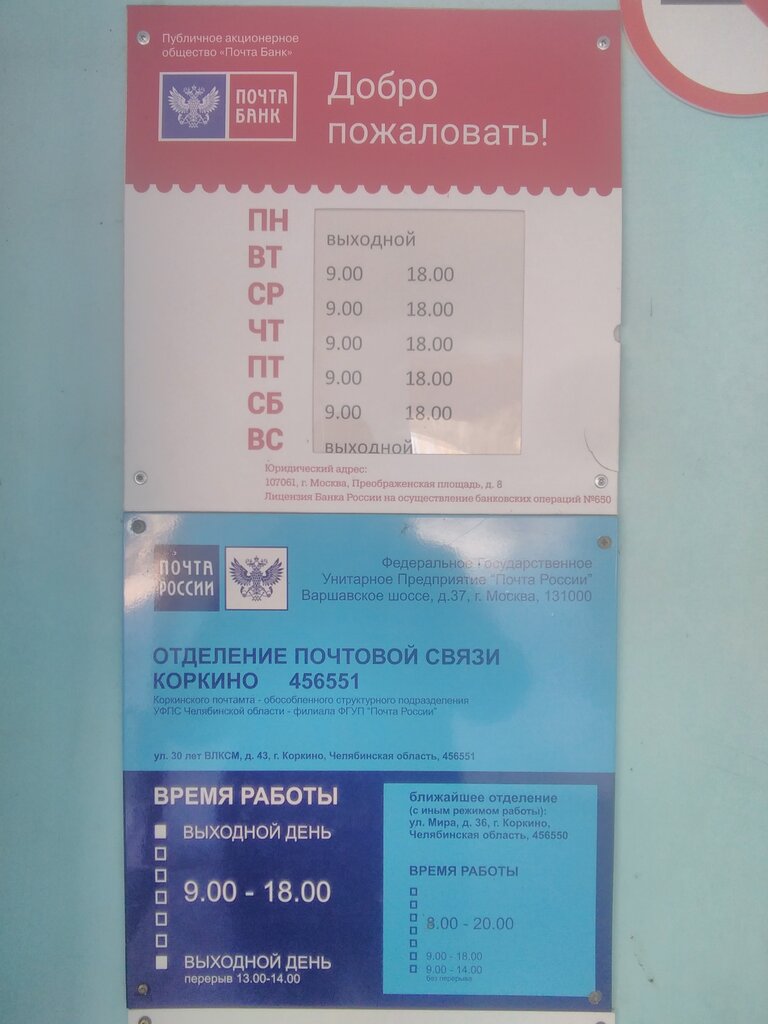 Публичное акционерное
общество «Почта Банк»
ПОЧТА
БАНК
Добро
пожаловать!
ПН выходной
ВТ 9.00 18.00
СР 9.00 18.00
ЧТ 9.00 18.00
ПТ 9.00 18.00
СБ 9.00 18.00
ВС выходной
Юридический адрес:
107061, г. Москва, Преображенская площадь, д. 8
Лицензия Банка России на осуществление банковских операций №650
ПОЧТА
РОССИИ
Федеральное Государственное
Унитарное Предприятие "Почта России"
Варшавское шоссе, д.37, г. Москва, 131000
ОТДЕЛЕНИЕ ПОЧТОВОЙ СВЯЗИ
КОРКИНО 456551
Коркинского почтамта - обособленного структурного подразделения
УФПС Челябинской области - филиала ФГУП "Почта России"
ул. 30 лет ВЛКСМ, д. 43, г. Коркино, Челябинская область, 456551
ВРЕМЯ РАБОТЫ
ВЫХОДНОЙ ДЕНЬ
9.00 - 18.00
ВЫХОДНОЙ ДЕНЬ
перерыв 13.00-14.00
ближайшее отделение
(с иным режимом работы):
ул. Мира, д. 36, г. Коркино,
Челябинская область, 456550
ВРЕМЯ РАБОТЫ
8.00 - 20.00
9.00 - 18.00
9.00 - 14.00
без перерыва